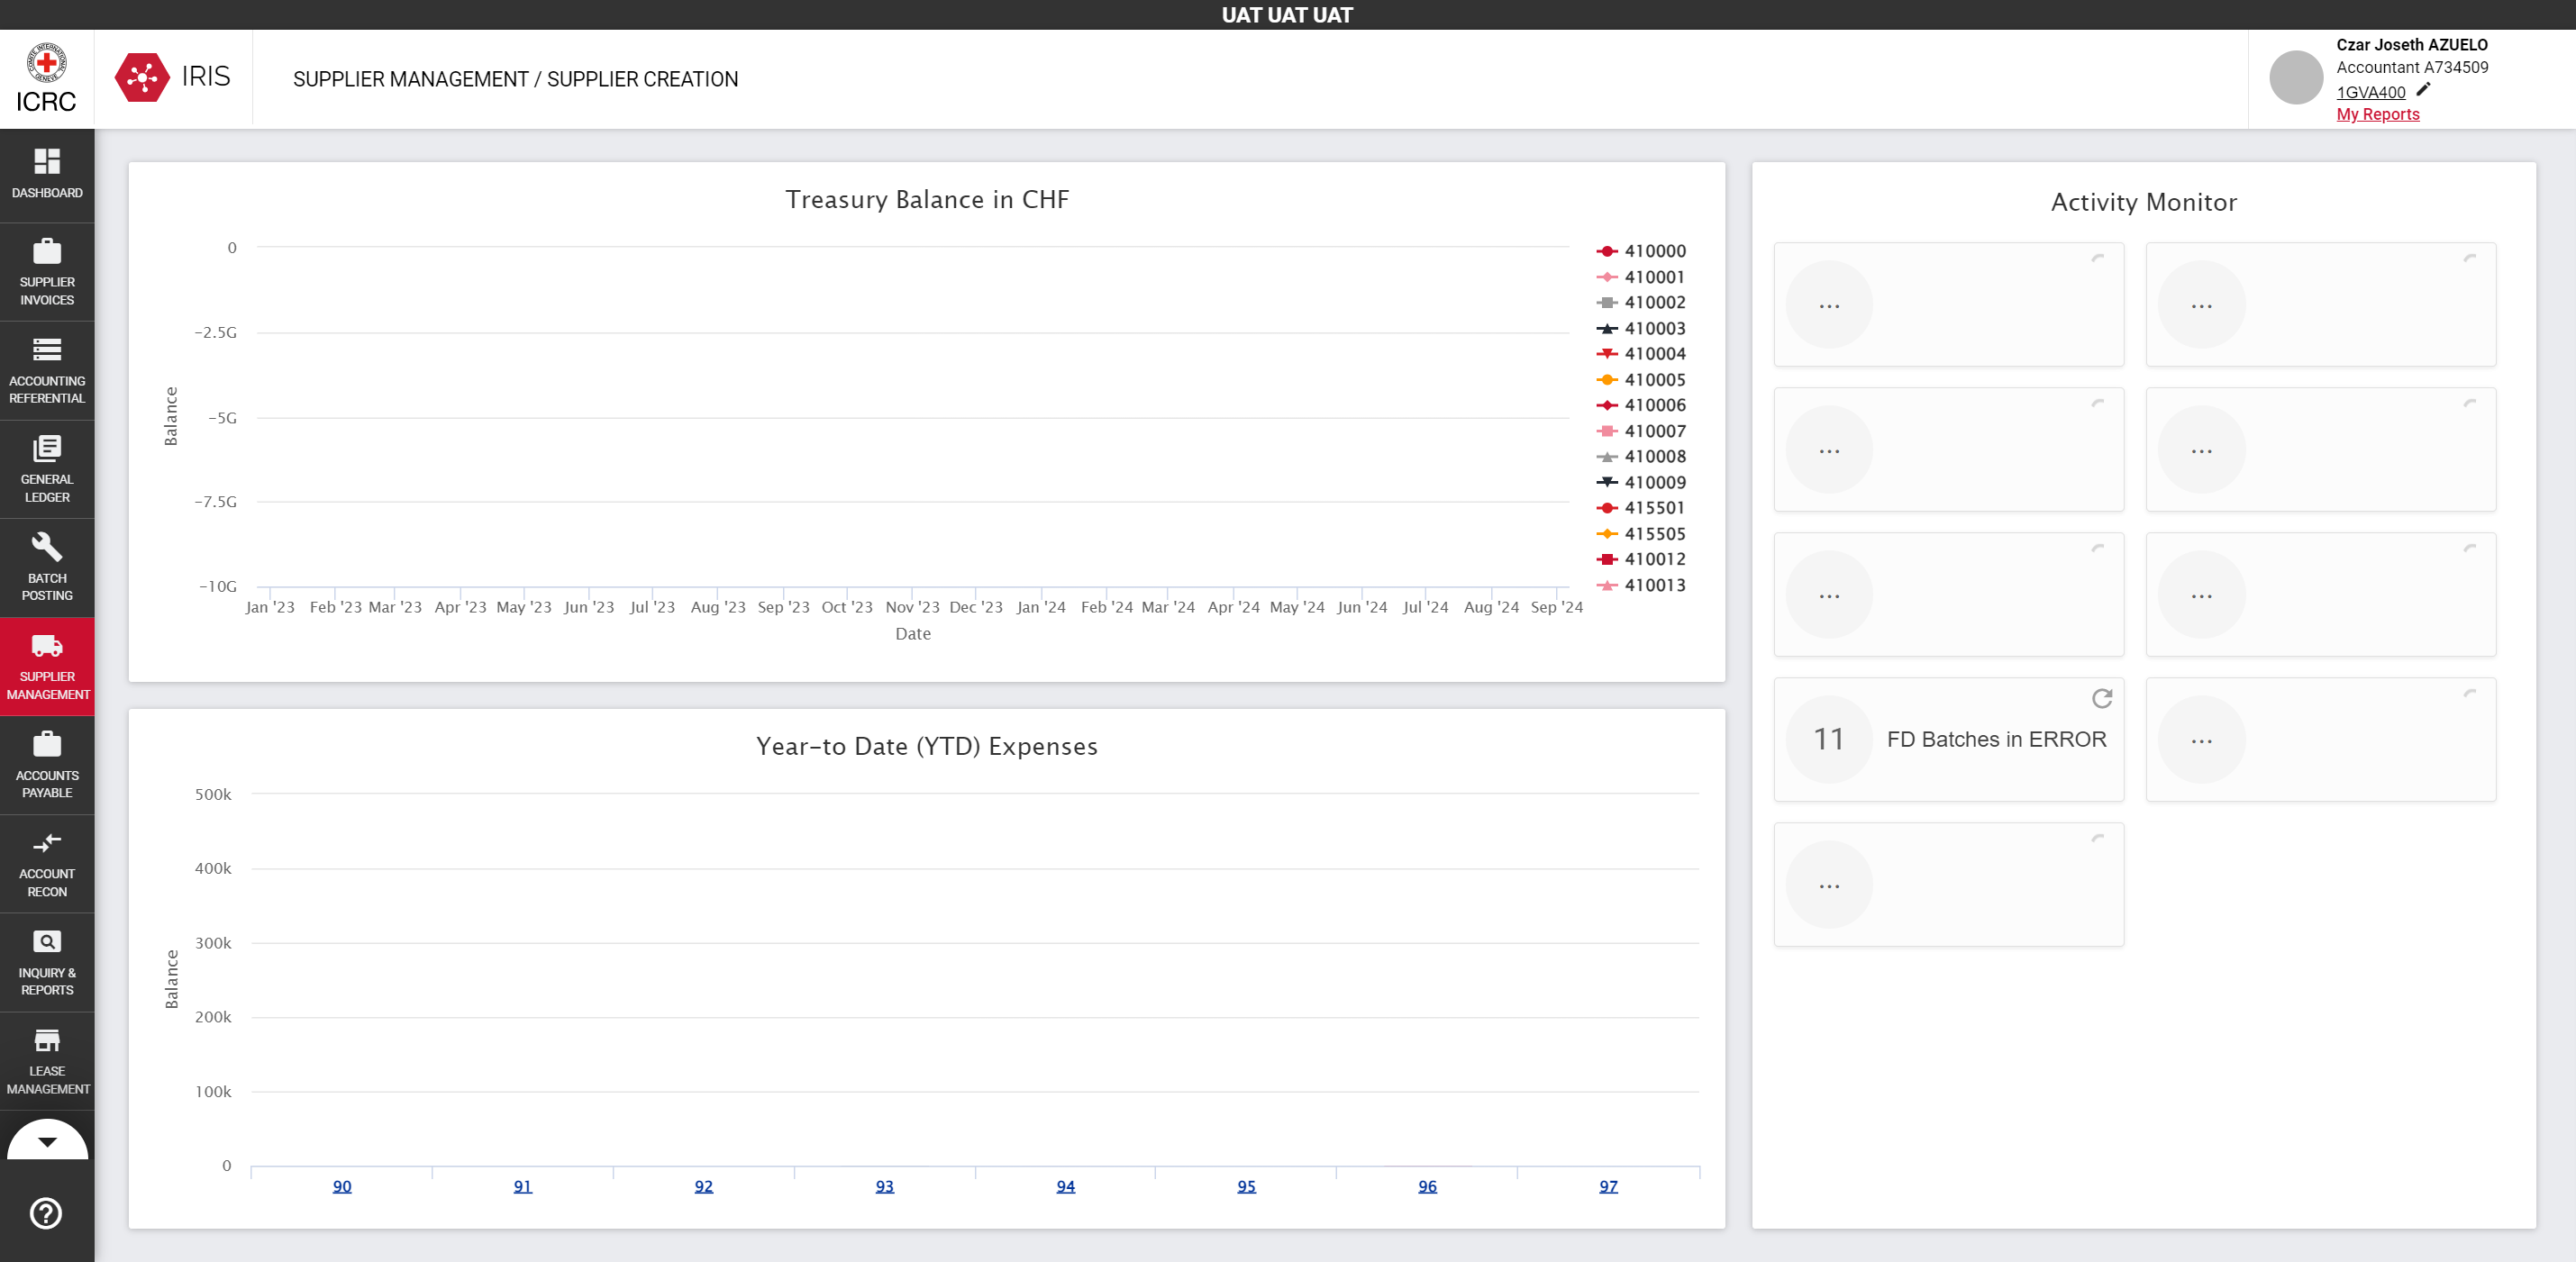 UAT UAT UAT
ICRC
IRIS
SUPPLIER MANAGEMENT / SUPPLIER CREATION
Czar Joseth AZUELO
Accountant A734509
1GVA400
My Reports
DASHBOARD
SUPPLIER
INVOICES
ACCOUNTING
REFERENTIAL
GENERAL
LEDGER
BATCH
POSTING
SUPPLIER
MANAGEMENT
ACCOUNTS
PAYABLE
ACCOUNT
RECON
INQUIRY &
REPORTS
LEASE
MANAGEMENT
Treasury Balance in CHF
Balance
0
-2.5G
-5G
-7.5G
-10G
Jan '23 Feb '23 Mar '23 Apr '23 May '23 Jun '23 Jul '23 Aug '23 Sep '23 Oct '23 Nov '23 Dec '23 Jan '24 Feb '24 Mar '24 Apr '24 May '24 Jun '24 Jul '24 Aug '24 Sep '24
Date
410000
410001
410002
410003
410004
410005
410006
410007
410008
410009
415501
415505
410012
410013
Year-to Date (YTD) Expenses
Balance
500k
400k
300k
200k
100k
0
90 91 92 93 94 95 96 97
Activity Monitor
... ...
... ...
... ...
11 FD Batches in ERROR ...
...